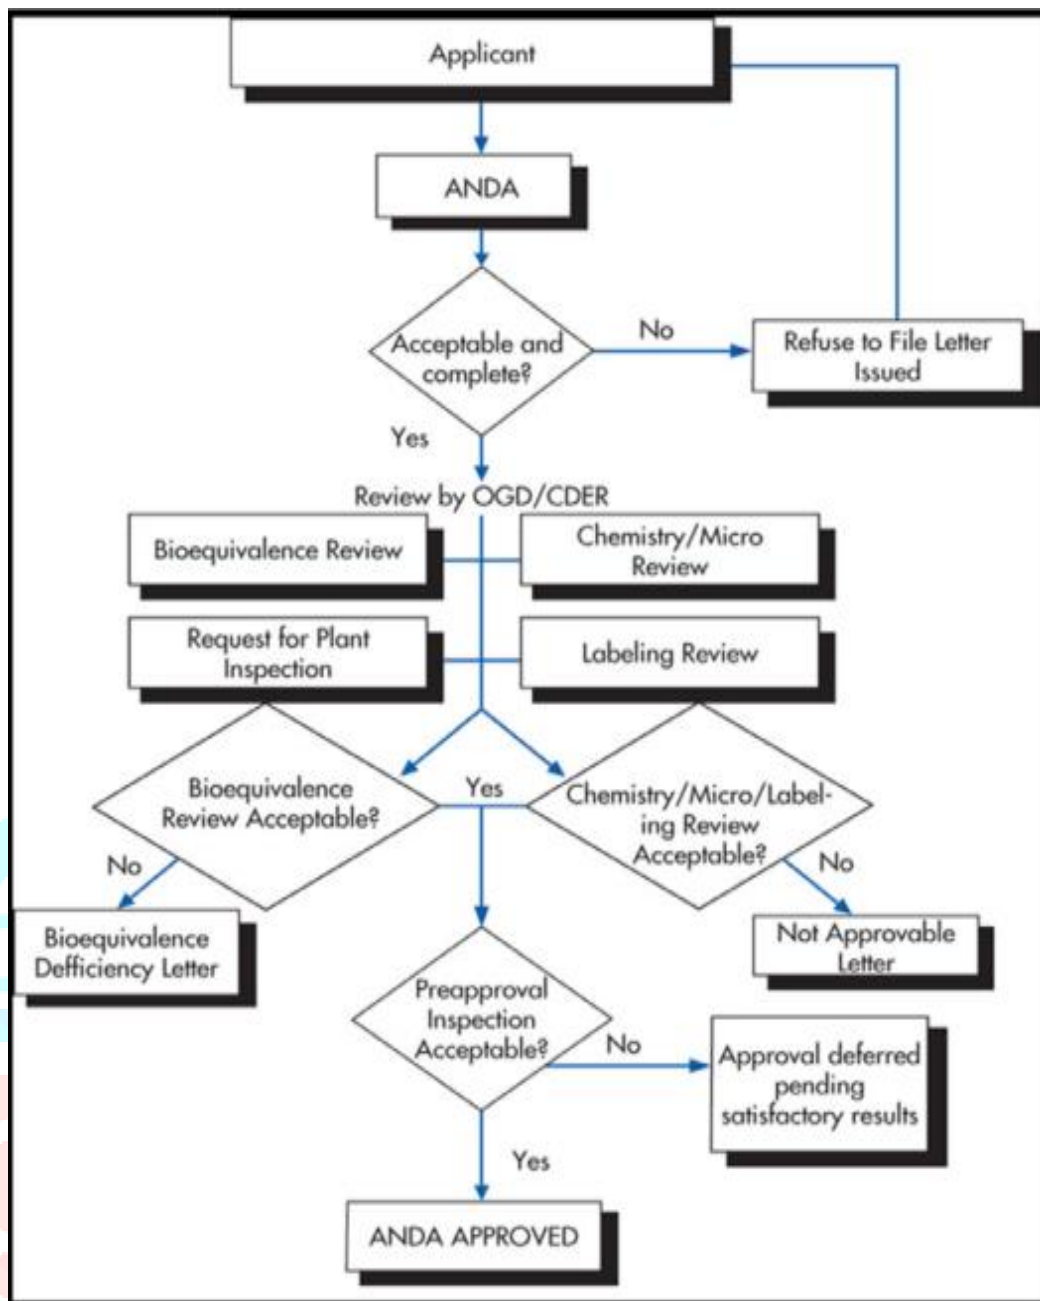 Applicant
ANDA
Acceptable and
complete?
No
Refuse to File Letter
Issued
Yes
Review by OGD/CDER
Bioequivalence Review
Chemistry/Micro
Review
Request for Plant
Inspection
Labeling Review
Bioequivalence
Review Acceptable?
Yes
Chemistry/Micro/Label-
ing Review
Acceptable?
No
No
Bioequivalence
Defficiency Letter
Not Approvable
Letter
Preapproval
Inspection
Acceptable?
No
Approval deferred
pending
satisfactory results
Yes
ANDA APPROVED